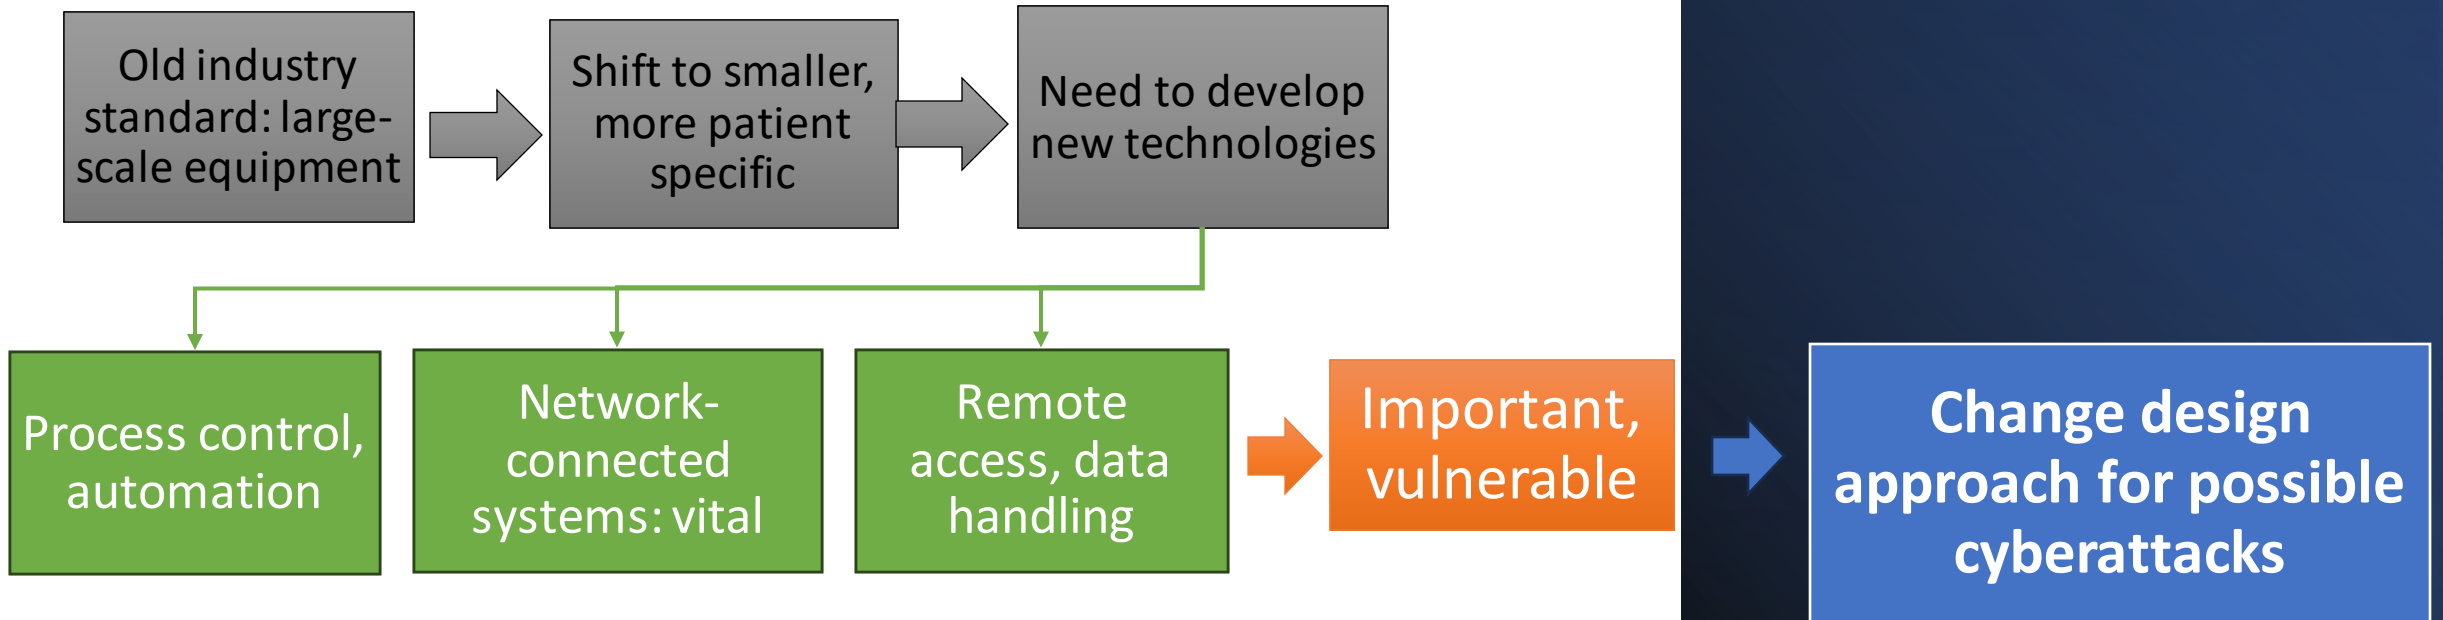 Old industry
standard: large-
scale equipment
Shift to smaller,
more patient
specific
Need to develop
new technologies
Process control,
automation
Network-
connected
systems: vital
Remote
access, data
handling
Important,
vulnerable
Change design
approach for possible
cyberattacks